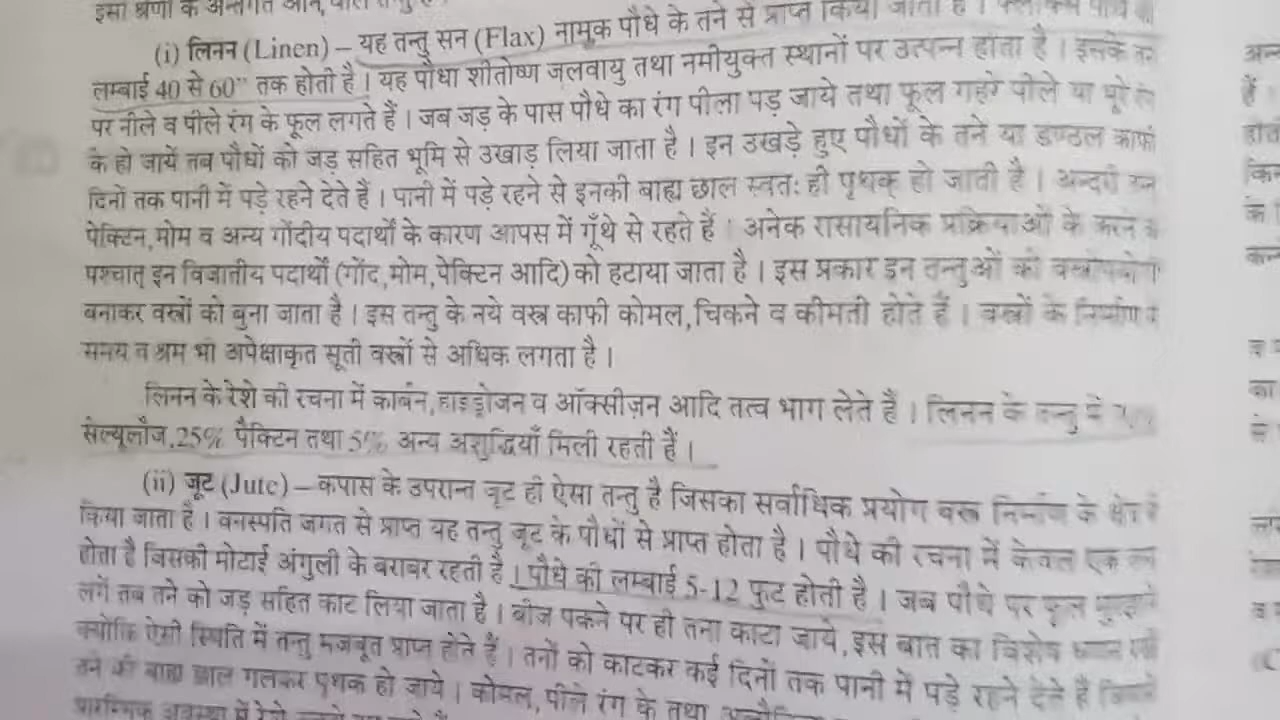 इसी श्रेणी के अन्तर्गत आने वाले तन्तु हैं
(i) लिनन (Linen) – यह तन्तु सन (Flax) नामक पौधे के तने से प्राप्त किया जाता है ।
लम्बाई 40 से 60" तक होती है । यह पौधा शीतोष्ण जलवायु तथा नमीयुक्त स्थानों पर उत्पन्न होता है । इसके
पर नीले व पीले रंग के फूल लगते हैं । जब जड़ के पास पौधे का रंग पीला पड़ जाये तथा फूल गहरे पीले या भूरे रंग
के हो जायें तब पौधों को जड़ सहित भूमि से उखाड़ लिया जाता है । इन उखड़े हुए पौधों के तने या डण्ठल काफी
दिनों तक पानी में पड़े रहने देते हैं । पानी में पड़े रहने से इनकी बाह्य छाल स्वतः ही पृथक् हो जाती है । अन्दरी
पेक्टिन,मोम व अन्य गोंदीय पदार्थों के कारण आपस में गूँथे से रहते हैं । अनेक रासायनिक प्रक्रियाओं के करने
पश्चात् इन विजातीय पदार्थों (गोंद,मोम,पेक्टिन आदि) को हटाया जाता है । इस प्रकार इन तन्तुओं को वस्त्रोपयोगी
बनाकर वस्त्रों को बुना जाता है । इस तन्तु के नये वस्त्र काफी कोमल,चिकने व कीमती होते हैं । वस्त्रों के निर्माण में
समय व श्रम भी अपेक्षाकृत सूती वस्त्रों से अधिक लगता है ।
लिनन के रेशे की रचना में कार्बन,हाइड्रोजन व ऑक्सीज़न आदि तत्व भाग लेते हैं । लिनन के तन्तु में
सेल्यूलौज,25% पैक्टिन तथा 5% अन्य अशुद्धियाँ मिली रहती हैं ।
(ii) जूट (Jute) – कपास के उपरान्त जूट ही ऐसा तन्तु है जिसका सर्वाधिक प्रयोग वस्त्र निर्माण के क्षेत्र में
किया जाता है । वनस्पति जगत से प्राप्त यह तन्तु जूट के पौधों से प्राप्त होता है । पौधे की रचना में केवल एक तना
होता है जिसकी मोटाई अंगुली के बराबर रहती है । पौधे की लम्बाई 5-12 फुट होती है । जब पौधे पर फूल मुरझाने
लगें तब तने को जड़ सहित काट लिया जाता है । बीज पकने पर ही तना काटा जाये, इस बात का विशेष ध्यान रखें
क्योंकि ऐसी स्थिति में तन्तु मजबूत प्राप्त होते हैं । तनों को काटकर कई दिनों तक पानी में पड़े रहने देते हैं जिससे
तने की बाह्य छाल गलकर पृथक हो जाये । कोमल, पीले रंग के तथा
प्रारम्भिक अवस्था में रेशे